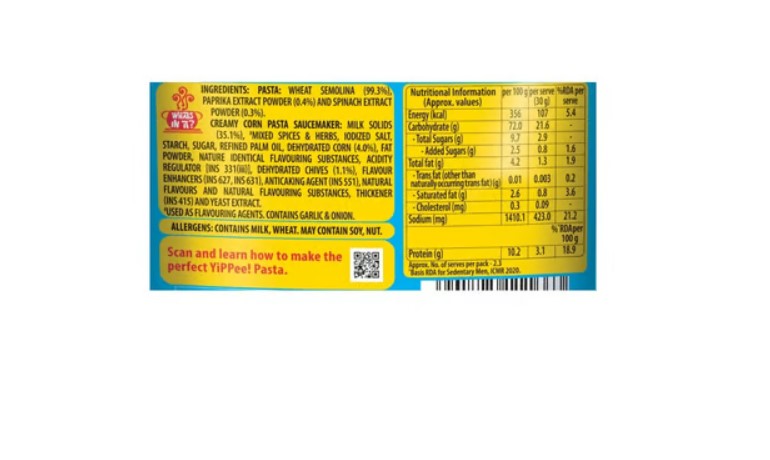 WHAT'S IN IT?
INGREDIENTS: PASTA: WHEAT SEMOLINA (99.3%),
PAPRIKA EXTRACT POWDER (0.4%) AND SPINACH EXTRACT
POWDER (0.3%).
CREAMY CORN PASTA SAUCEMAKER: MILK SOLIDS
(35.1%), #MIXED SPICES & HERBS, IODIZED SALT,
STARCH, SUGAR, REFINED PALM OIL, DEHYDRATED CORN (4.0%), FAT
POWDER, NATURE IDENTICAL FLAVOURING SUBSTANCES, ACIDITY
REGULATOR [INS 331(iii)], DEHYDRATED CHIVES (1.1%), FLAVOUR
ENHANCERS (INS 627, INS 631), ANTICAKING AGENT (INS 551), NATURAL
FLAVOURS AND NATURAL FLAVOURING SUBSTANCES, THICKENER
(INS 415) AND YEAST EXTRACT.
#USED AS FLAVOURING AGENTS. CONTAINS GARLIC & ONION.
ALLERGENS: CONTAINS MILK, WHEAT. MAY CONTAIN SOY, NUT.
Scan and learn how to make the
perfect YiPPee! Pasta.
Nutritional Information per 100 g per serve %RDA per
(Approx. values) (30 g) serve
Energy (kcal) 356 107 5.4
Carbohydrate (g) 72.0 21.6 -
- Total Sugars (g) 9.7 2.9 -
- Added Sugars (g) 2.5 0.8 1.6
Total fat (g) 4.2 1.3 1.9
- Trans fat (other than
naturally occurring trans fat) (g) 0.01 0.003 0.2
- Saturated fat (g) 2.6 0.8 3.6
- Cholesterol (mg) 0.3 0.09 -
Sodium (mg) 1410.1 423.0 21.2
%*RDA per
100 g
Protein (g) 10.2 3.1 18.9
Approx. No. of serves per pack - 2.3
*Basis RDA for Sedentary Men, ICMR 2020.